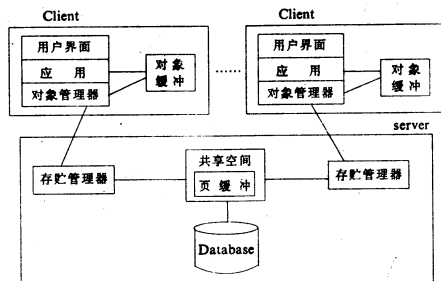 Client
用户界面
应 用
对象管理器
对 象
缓 冲
……
Client
用户界面
应 用
对象管理器
对 象
缓 冲
server
存贮管理器
共享空间
页 缓 冲
存贮管理器
Database